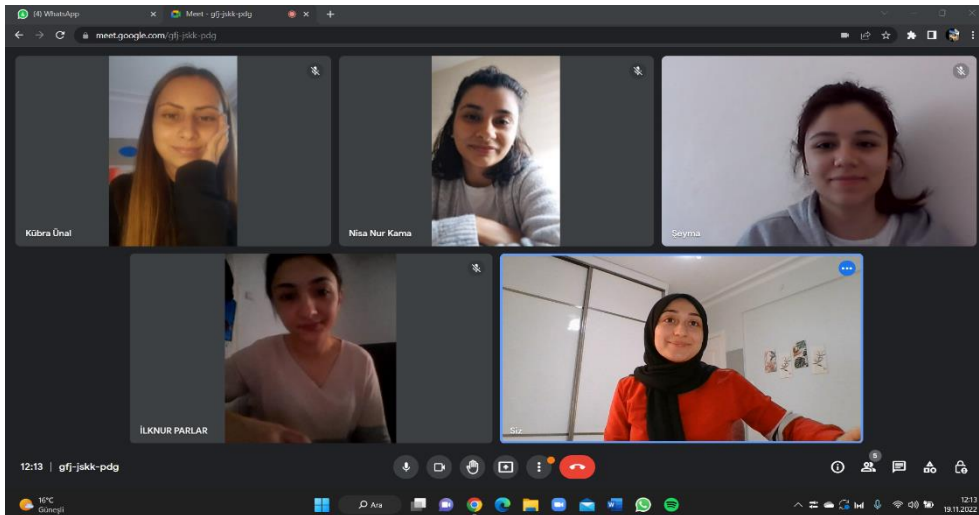 (4) WhatsApp
Meet - gfj-jskk-pdg
meet.google.com/gfj-jskk-pdg
Kübra Ünal
Nisa Nur Kama
Şeyma
İLKNUR PARLAR
Siz
12:13 | gfj-jskk-pdg
5
16°C
Güneşli
Ara
12:13
19.11.2022